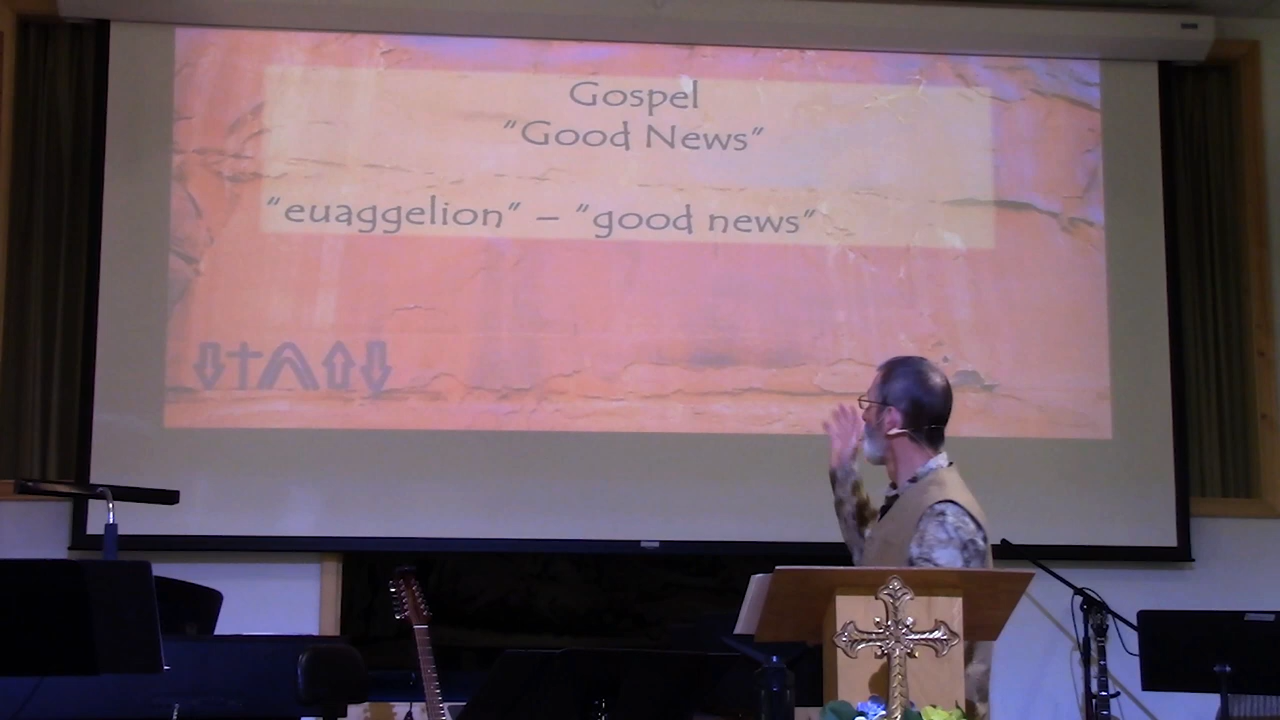 Gospel
“Good News”
“euaggelion” – “good news”